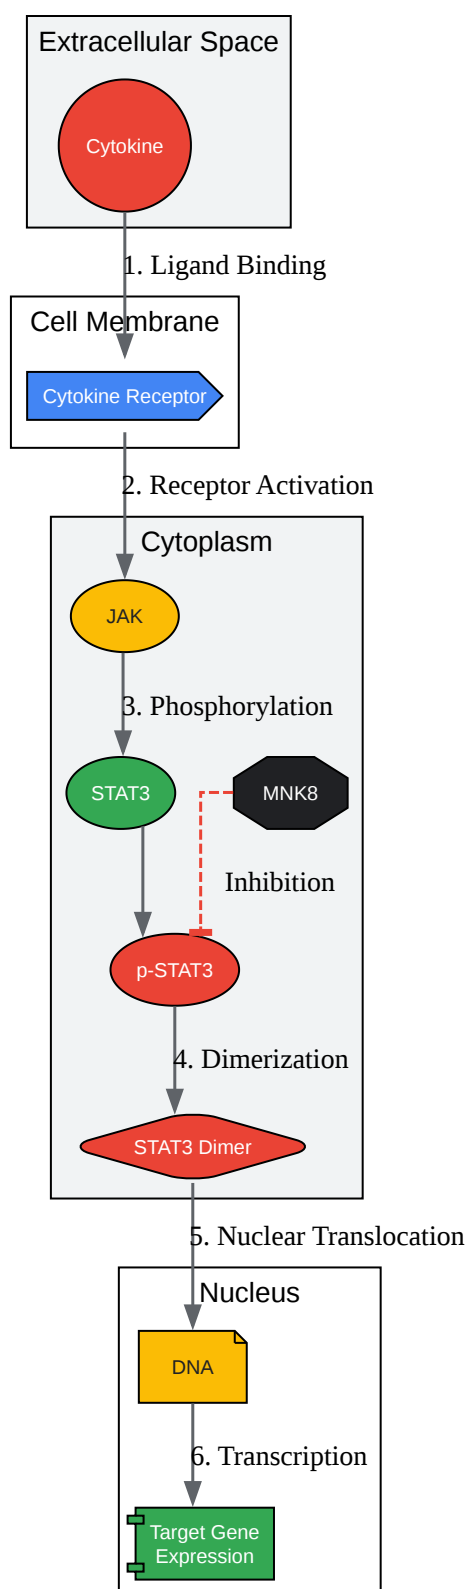 Extracellular Space
Cytokine
1. Ligand Binding
Cell Membrane
Cytokine Receptor
2. Receptor Activation
Cytoplasm
JAK
3. Phosphorylation
STAT3
MNK8
Inhibition
p-STAT3
4. Dimerization
STAT3 Dimer
5. Nuclear Translocation
Nucleus
DNA
6. Transcription
Target Gene
Expression